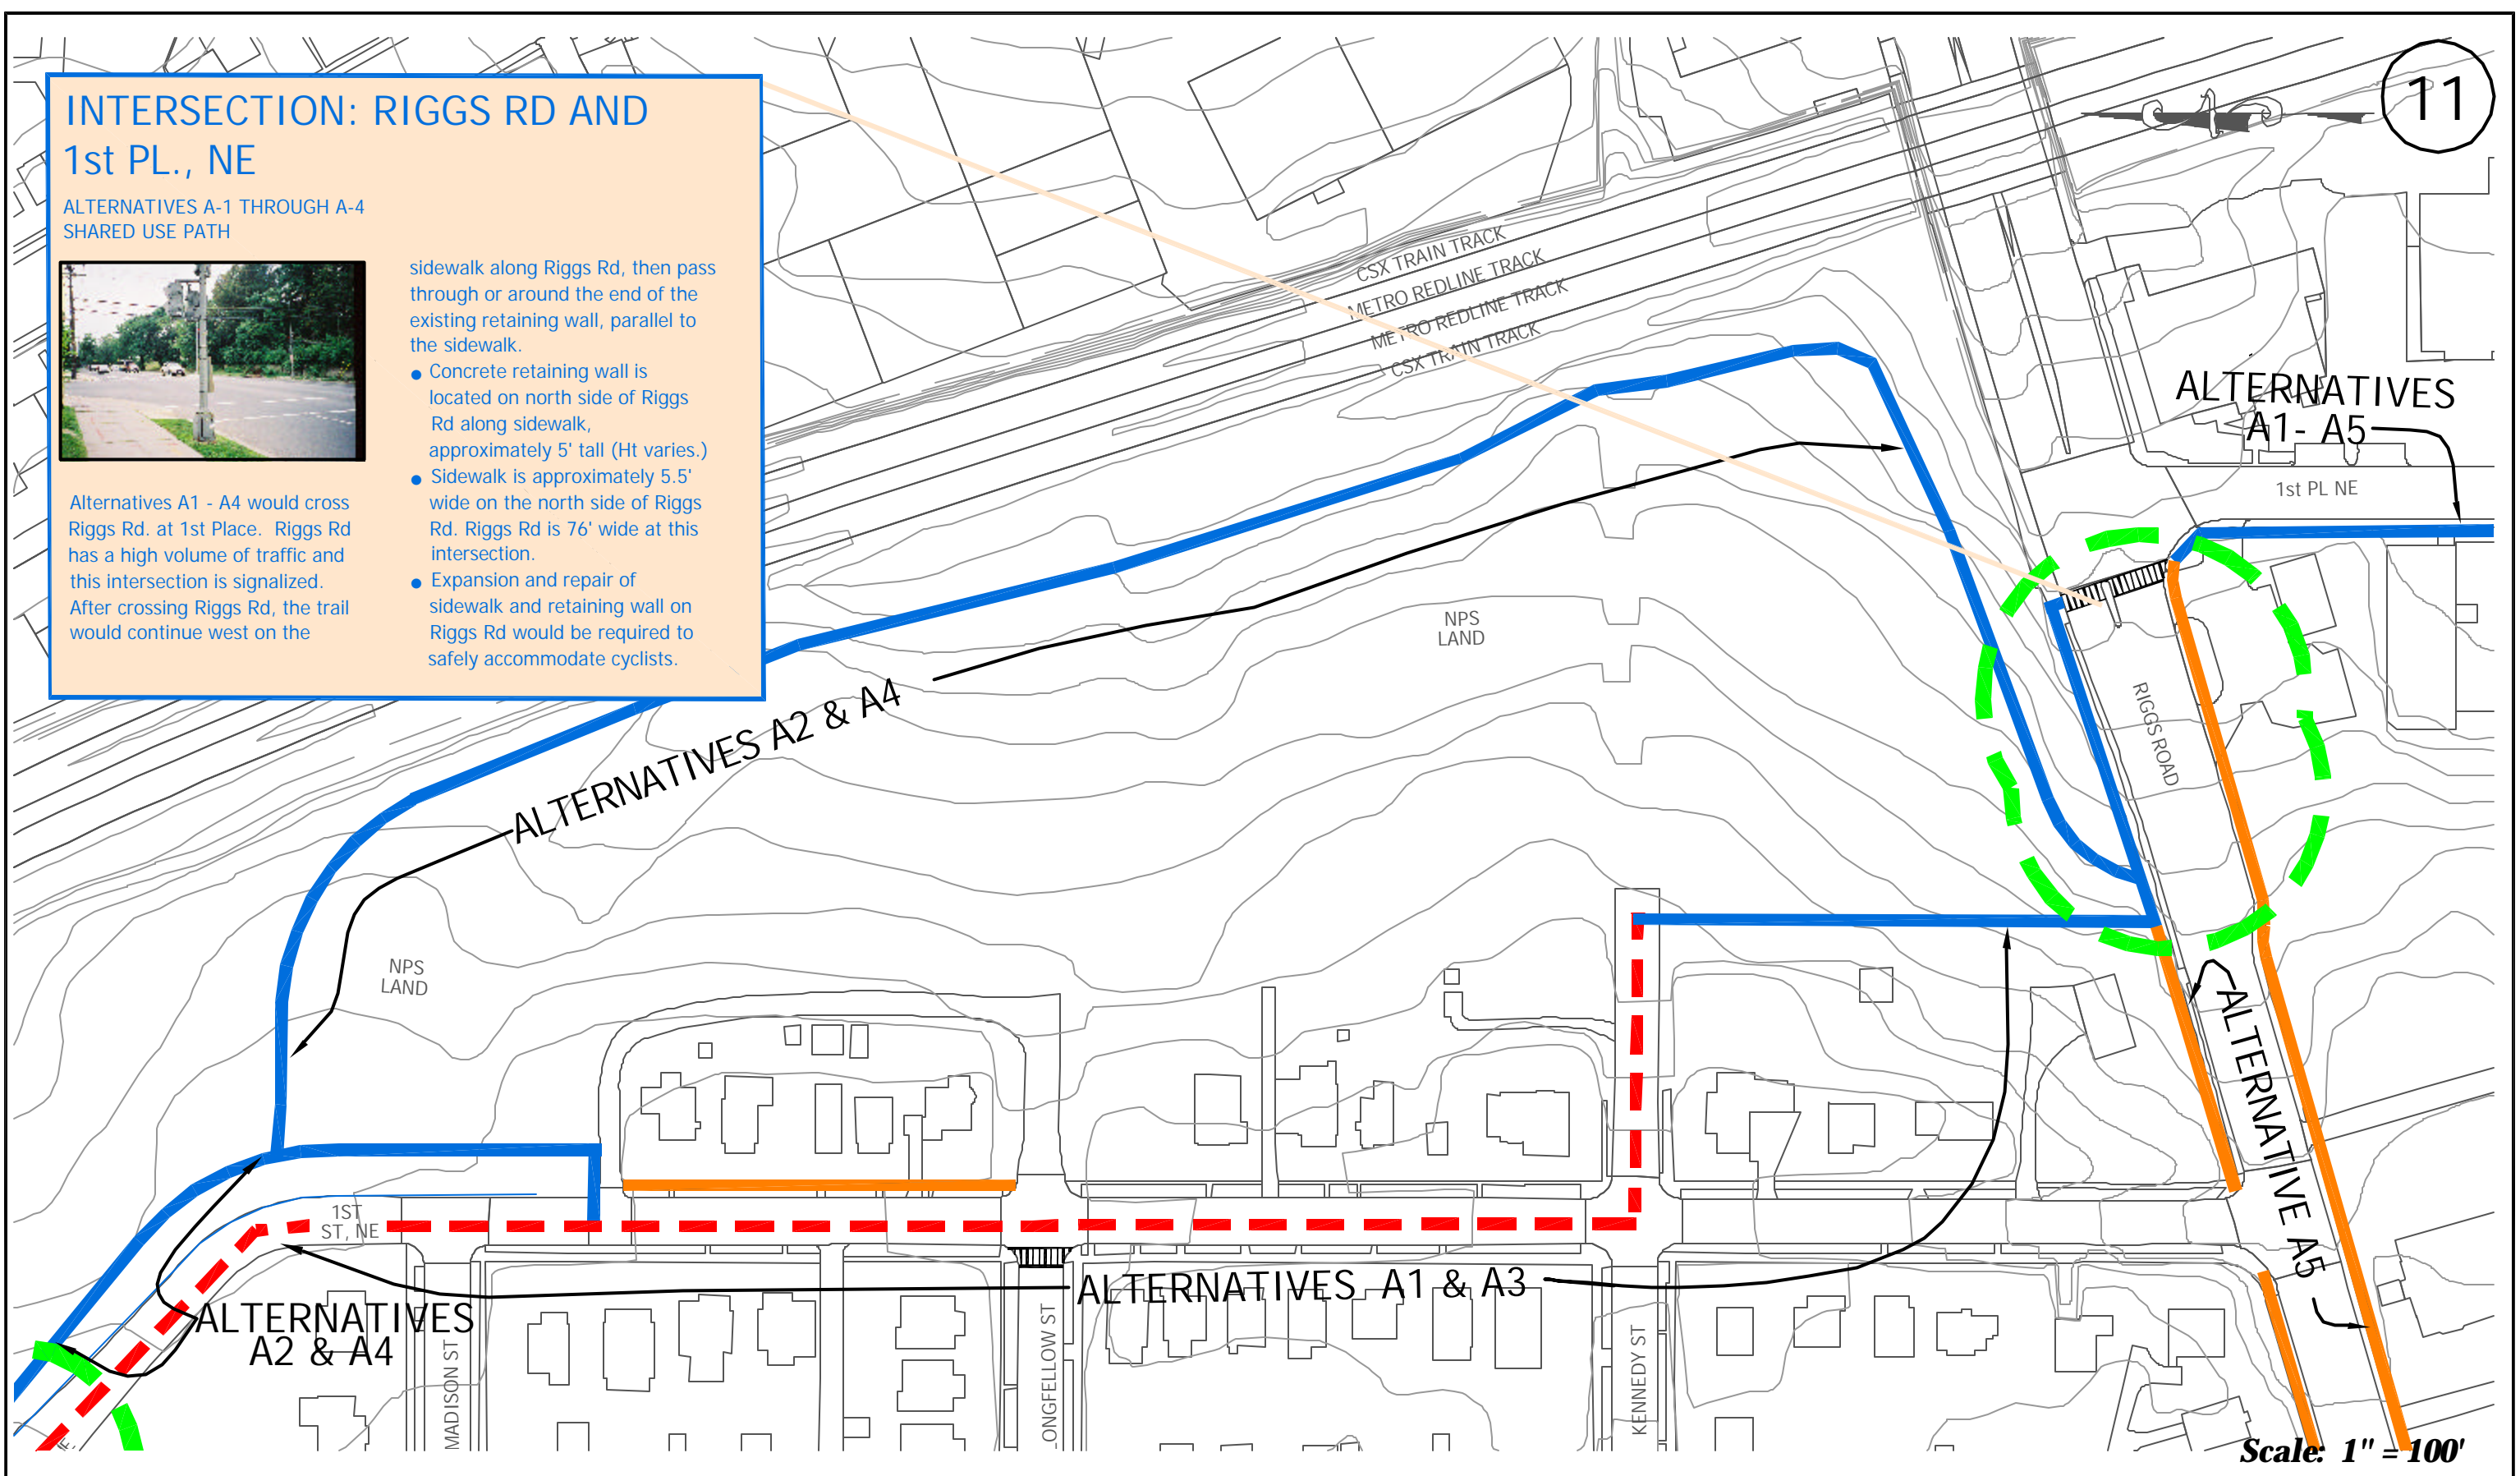 11
INTERSECTION: RIGGS RD AND
1st PL., NE
ALTERNATIVES A-1 THROUGH A-4
SHARED USE PATH
Alternatives A1 - A4 would cross
Riggs Rd. at 1st Place. Riggs Rd
has a high volume of traffic and
this intersection is signalized.
After crossing Riggs Rd, the trail
would continue west on the
sidewalk along Riggs Rd, then pass
through or around the end of the
existing retaining wall, parallel to
the sidewalk.
● Concrete retaining wall is
located on north side of Riggs
Rd along sidewalk,
approximately 5' tall (Ht varies.)
● Sidewalk is approximately 5.5'
wide on the north side of Riggs
Rd. Riggs Rd is 76' wide at this
intersection.
● Expansion and repair of
sidewalk and retaining wall on
Riggs Rd would be required to
safely accommodate cyclists.
CSX TRAIN TRACK
METRO REDLINE TRACK
METRO REDLINE TRACK
CSX TRAIN TRACK
ALTERNATIVES
A1- A5
1st PL NE
NPS
LAND
RIGGS ROAD
ALTERNATIVES A2 & A4
NPS
LAND
ALTERNATIVE A5
1ST
ST, NE
ALTERNATIVES A1 & A3
ALTERNATIVES
A2 & A4
MADISON ST
ONGFELLOW ST
KENNEDY ST
Scale: 1" = 100'